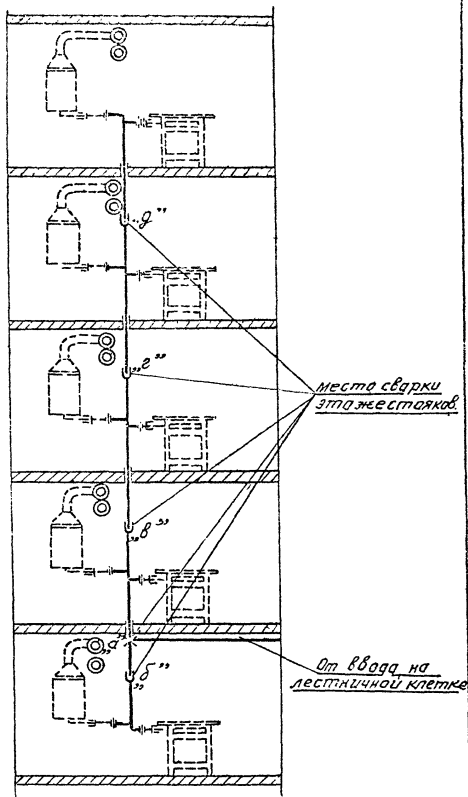 „д”
„г”
место сварки
этажестояков.
„в”
„а”
„б”
От ввода на
лестничной клетке